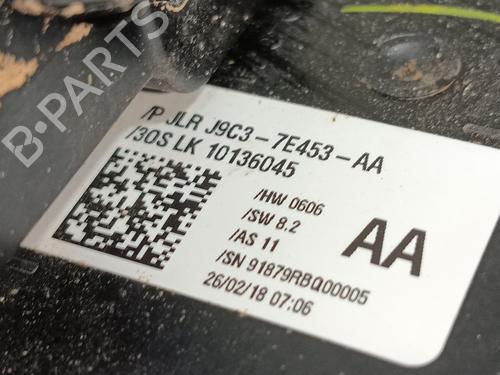 B-PARTS
/P JLR J9C3-7E453-AA
/30S LK 10136045
/HW 0606
/SW 8.2
/AS 11
/SN 91879RBQ00005
26/02/18 07:06
AA